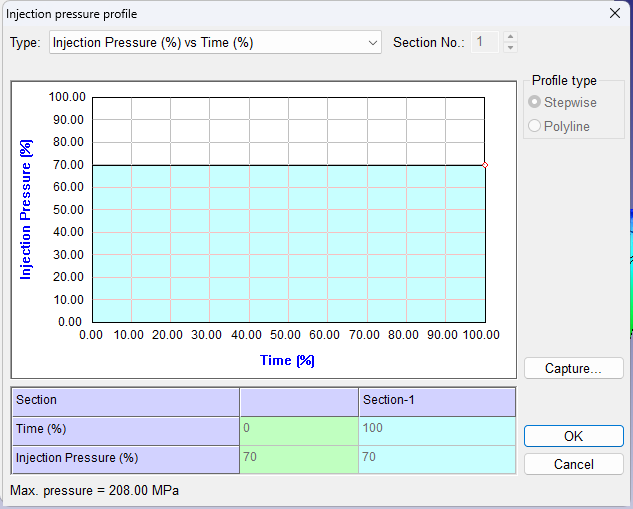 Injection pressure profile
Type: Injection Pressure (%) vs Time (%) Section No.: 1
Profile type
Stepwise
Polyline
Injection Pressure (%)
100.00
90.00
80.00
70.00
60.00
50.00
40.00
30.00
20.00
10.00
0.00
0.00 10.00 20.00 30.00 40.00 50.00 60.00 70.00 80.00 90.00 100.00
Time (%)
Capture...
Section Section-1
Time (%) 0 100
Injection Pressure (%) 70 70
OK
Cancel
Max. pressure = 208.00 MPa